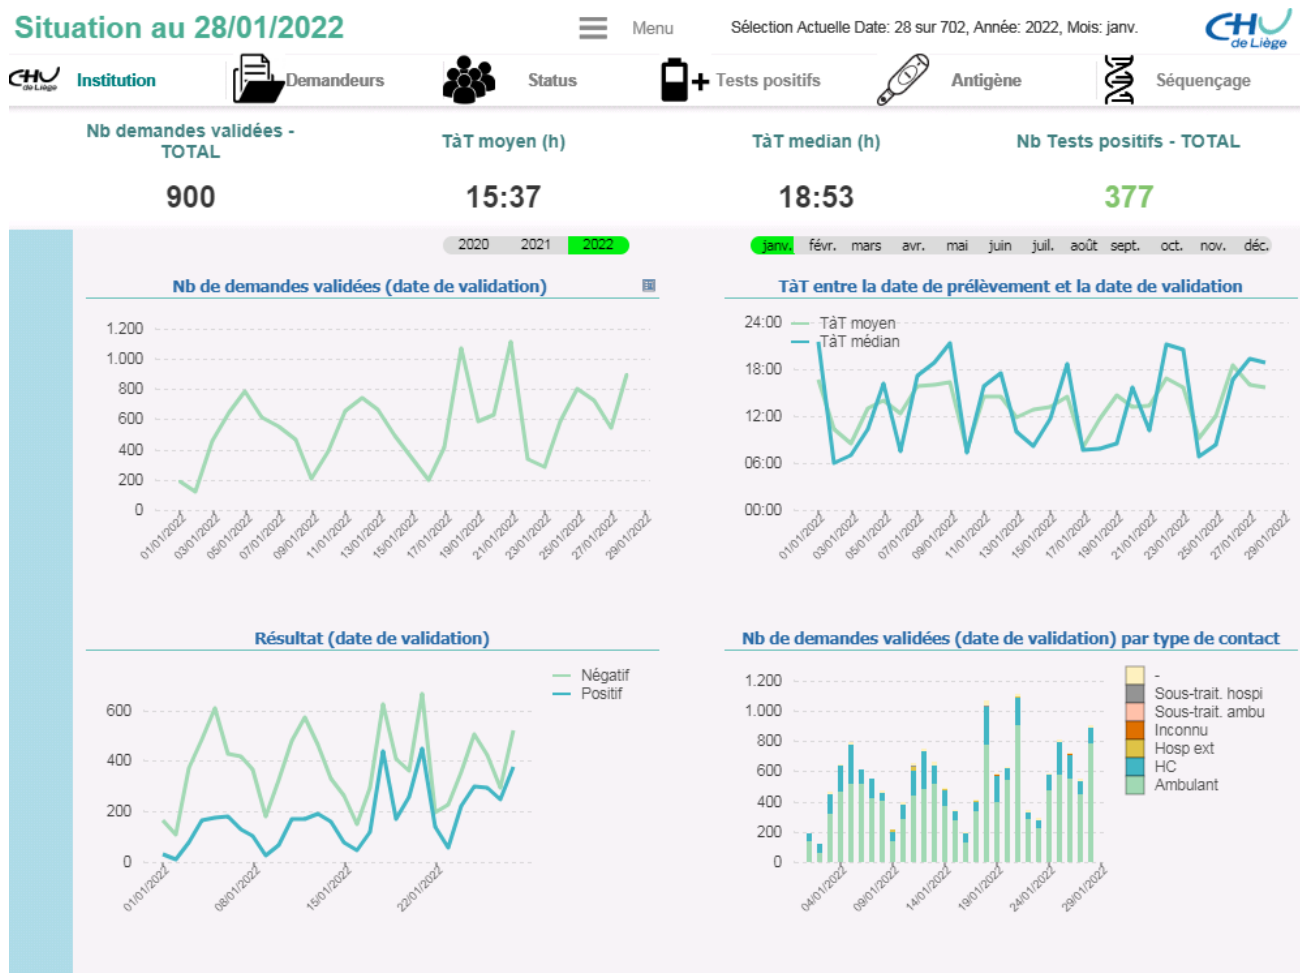 Situation au 28/01/2022
Menu
Sélection Actuelle Date: 28 sur 702, Année: 2022, Mois: janv.
CHU
de Liège
CHU
de Liège
Institution
Demandeurs
Status
Tests positifs
Antigène
Séquençage
Nb demandes validées -
TOTAL
900
TàT moyen (h)
15:37
TàT median (h)
18:53
Nb Tests positifs - TOTAL
377
2020 2021 2022
janv. févr. mars avr. mai juin juil. août sept. oct. nov. déc.
Nb de demandes validées (date de validation)
1.200
1.000
800
600
400
200
0
01/01/2022
03/01/2022
05/01/2022
07/01/2022
09/01/2022
11/01/2022
13/01/2022
15/01/2022
17/01/2022
19/01/2022
21/01/2022
23/01/2022
25/01/2022
27/01/2022
29/01/2022
TàT entre la date de prélèvement et la date de validation
TàT moyen
TàT médian
24:00
18:00
12:00
06:00
00:00
01/01/2022
03/01/2022
05/01/2022
07/01/2022
09/01/2022
11/01/2022
13/01/2022
15/01/2022
17/01/2022
19/01/2022
21/01/2022
23/01/2022
25/01/2022
27/01/2022
29/01/2022
Résultat (date de validation)
Négatif
Positif
600
400
200
0
01/01/2022
08/01/2022
15/01/2022
22/01/2022
Nb de demandes validées (date de validation) par type de contact
1.200
1.000
800
600
400
200
0
04/01/2022
09/01/2022
14/01/2022
19/01/2022
24/01/2022
29/01/2022
-
Sous-trait. hospi
Sous-trait. ambu
Inconnu
Hosp ext
HC
Ambulant